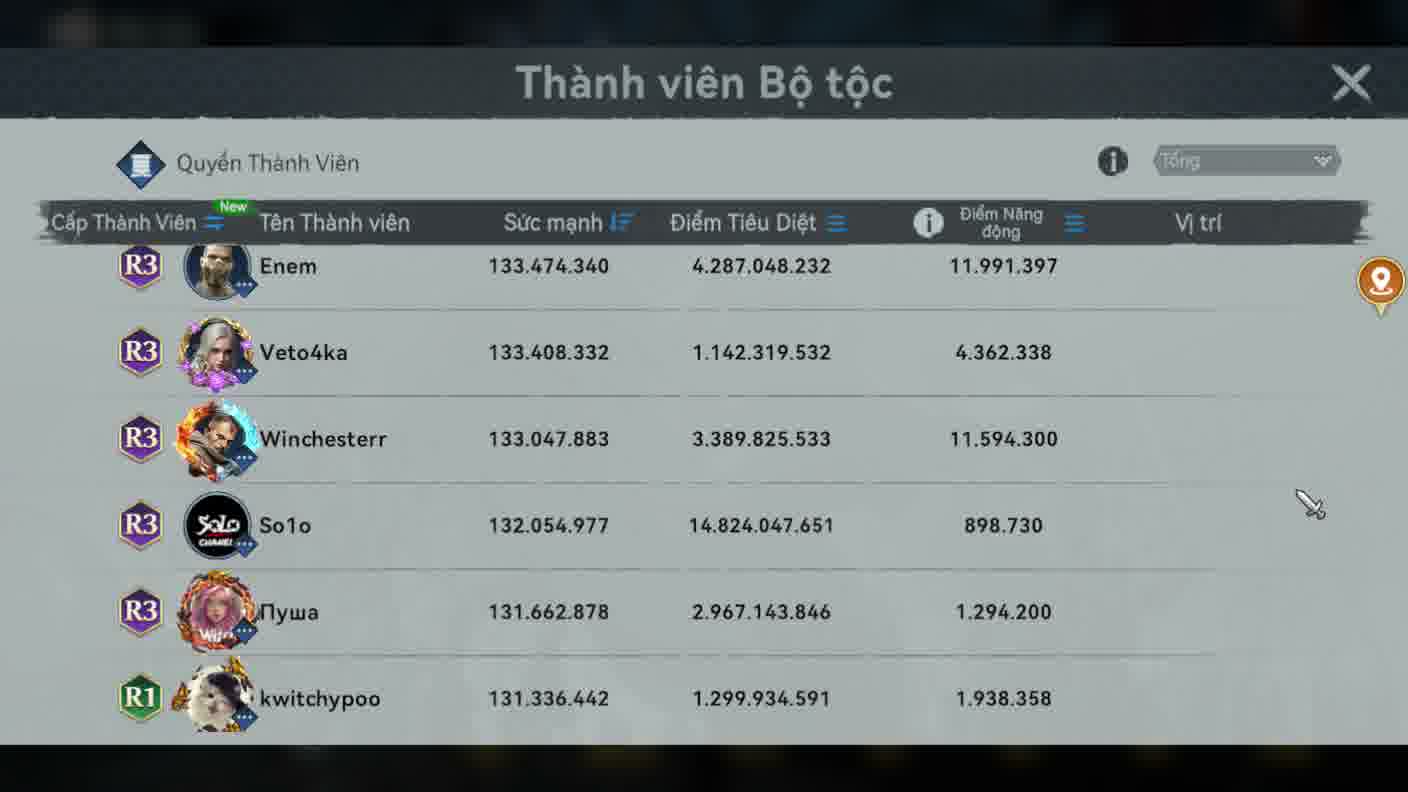 Thành viên Bộ tộc
Quyển Thành Viên
Tổng
New
Cấp Thành Viên Tên Thành viên Sức mạnh Điểm Tiêu Diệt Điểm Năng động Vị trí
R3 Enem 133.474.340 4.287.048.232 11.991.397
R3 Veto4ka 133.408.332 1.142.319.532 4.362.338
R3 Winchesterr 133.047.883 3.389.825.533 11.594.300
R3 SOLO So1o 132.054.977 14.824.047.651 898.730
R3 Пуша 131.662.878 2.967.143.846 1.294.200
R1 kwitchypoo 131.336.442 1.299.934.591 1.938.358